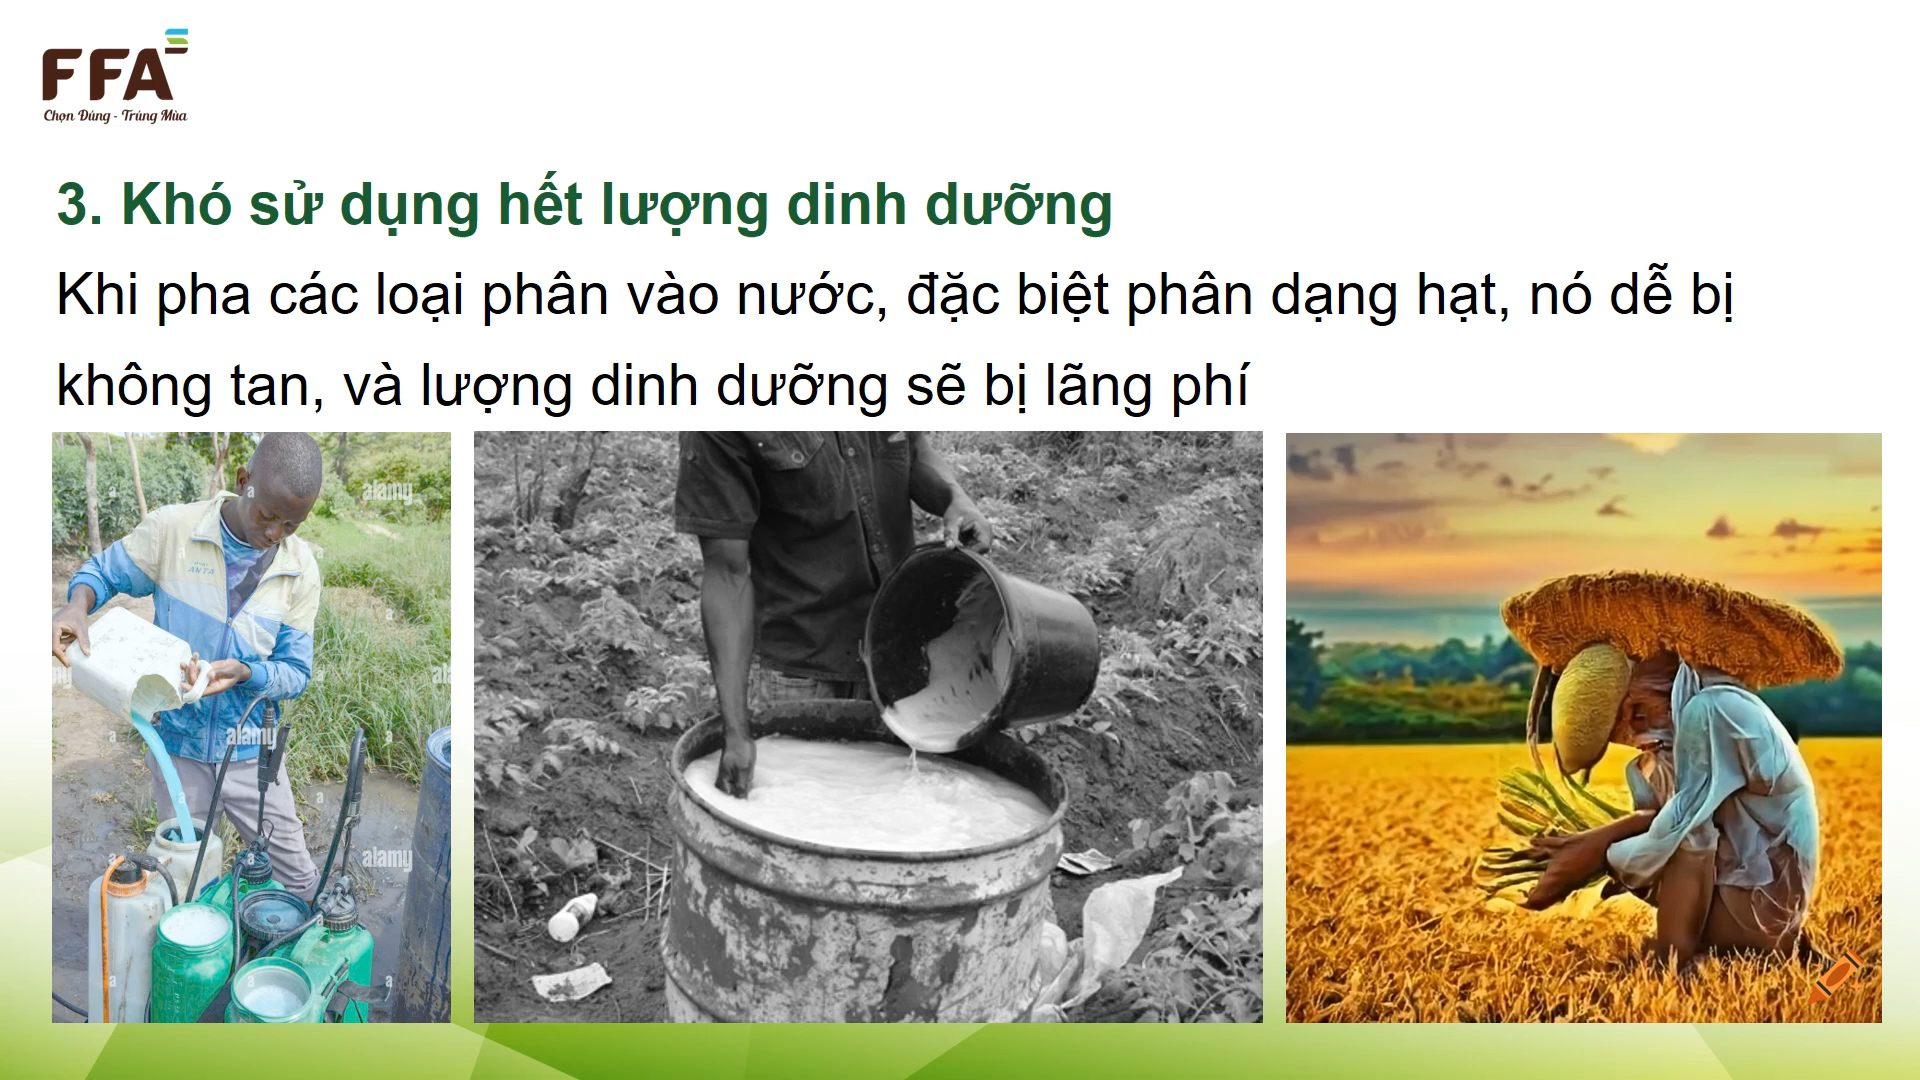 FFA
Chọn Đúng - Trúng Mùa
3. Khó sử dụng hết lượng dinh dưỡng
Khi pha các loại phân vào nước, đặc biệt phân dạng hạt, nó dễ bị
không tan, và lượng dinh dưỡng sẽ bị lãng phí
alamy
a
a
ANTA
a
a
alamy
a
alamy
a
a
a
a
alamy
a
a